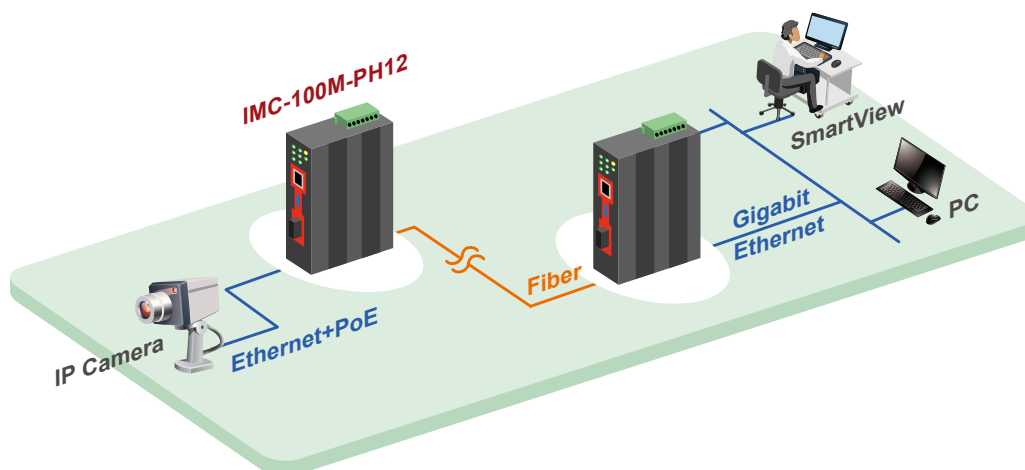 IMC-100M-PH12
SmartView
PC
Gigabit
Ethernet
Fiber
Ethernet+PoE
IP Camera